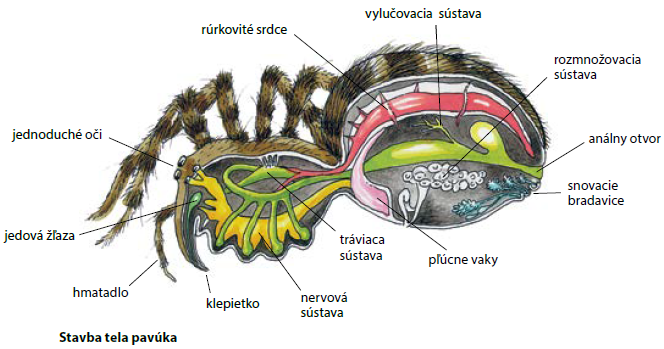 vylučovacia sústava
rúrkovité srdce
rozmnožovacia
sústava
jednoduché oči
análny otvor
snovacie
bradavice
jedová žľaza
tráviaca
sústava
pľúcne vaky
hmatadlo
klepietko
nervová
sústava
Stavba tela pavúka